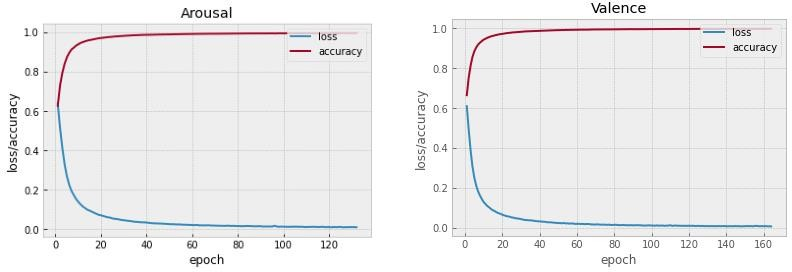 Arousal
loss/accuracy
1.0
0.8
0.6
0.4
0.2
0.0
loss
accuracy
0 20 40 60 80 100 120
epoch
Valence
loss/accuracy
1.0
0.8
0.6
0.4
0.2
0.0
loss
accuracy
0 20 40 60 80 100 120 140 160
epoch